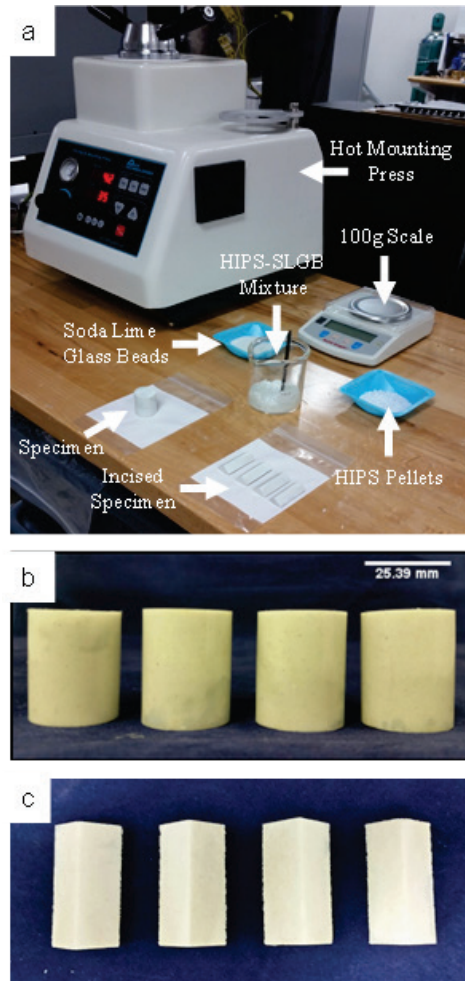 a
Hot Mounting
Press
100g Scale
HIPS-SLGB
Mixture
Soda Lime
Glass Beads
Specimen
Incised
Specimen
HIPS Pellets
b
25.39 mm
c